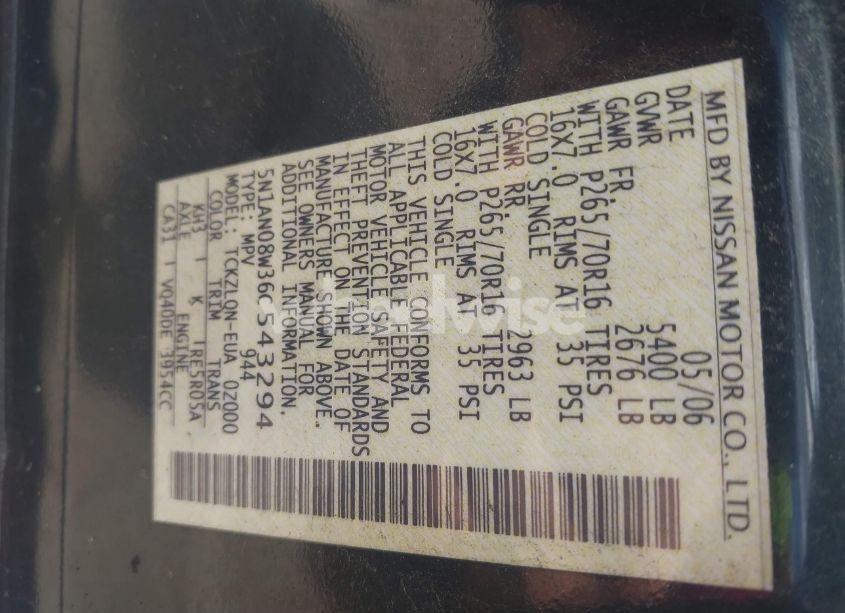 MFD BY NISSAN MOTOR CO., LTD.
DATE 05/06
GVWR 5400 LB
GAWR FR. 2676 LB
WITH P265/70R16 TIRES
16X7.0 RIMS AT 35 PSI
COLD SINGLE
GAWR RR. 2963 LB
WITH P265/70R16 TIRES
16X7.0 RIMS AT 35 PSI
COLD SINGLE
THIS VEHICLE CONFORMS TO
ALL APPLICABLE FEDERAL
MOTOR VEHICLE SAFETY AND
THEFT PREVENTION STANDARDS
IN EFFECT ON THE DATE OF
MANUFACTURE SHOWN ABOVE.
SEE OWNERS MANUAL FOR
ADDITIONAL INFORMATION.
5N1AN08W36C543294
TYPE: MPV 944
MODEL: TCKZLQN-EUA 0Z000
COLOR TRIM TRANS
KH3 K RE5R05A
AXLE ENGINE
CA31 VQ40DE 3954CC